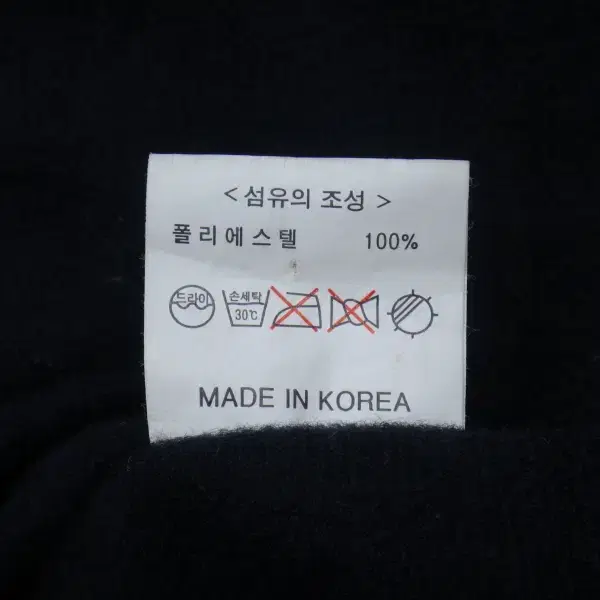 < 섬유의 조성 >
폴리에스텔 100%
드라이 손세탁 30℃
MADE IN KOREA